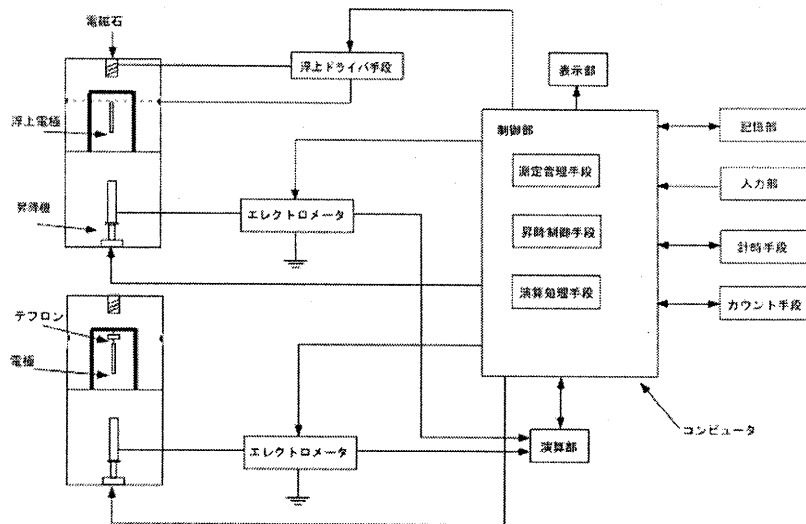 電磁石
浮上ドライバ手段
表示部
浮上電極
制御部
記憶部
測定管理手段
入力部
昇降機
エレクトロメータ
昇降制御手段
計時手段
演算処理手段
カウント手段
テフロン
電極
エレクトロメータ
演算部
コンピュータ